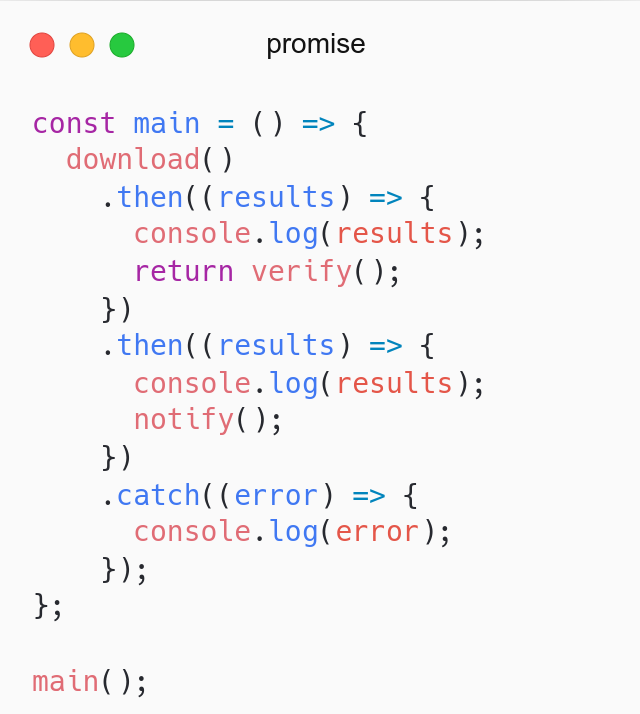 promise
const main = () => {
  download()
    .then((results) => {
      console.log(results);
      return verify();
    })
    .then((results) => {
      console.log(results);
      notify();
    })
    .catch((error) => {
      console.log(error);
    });
};

main();